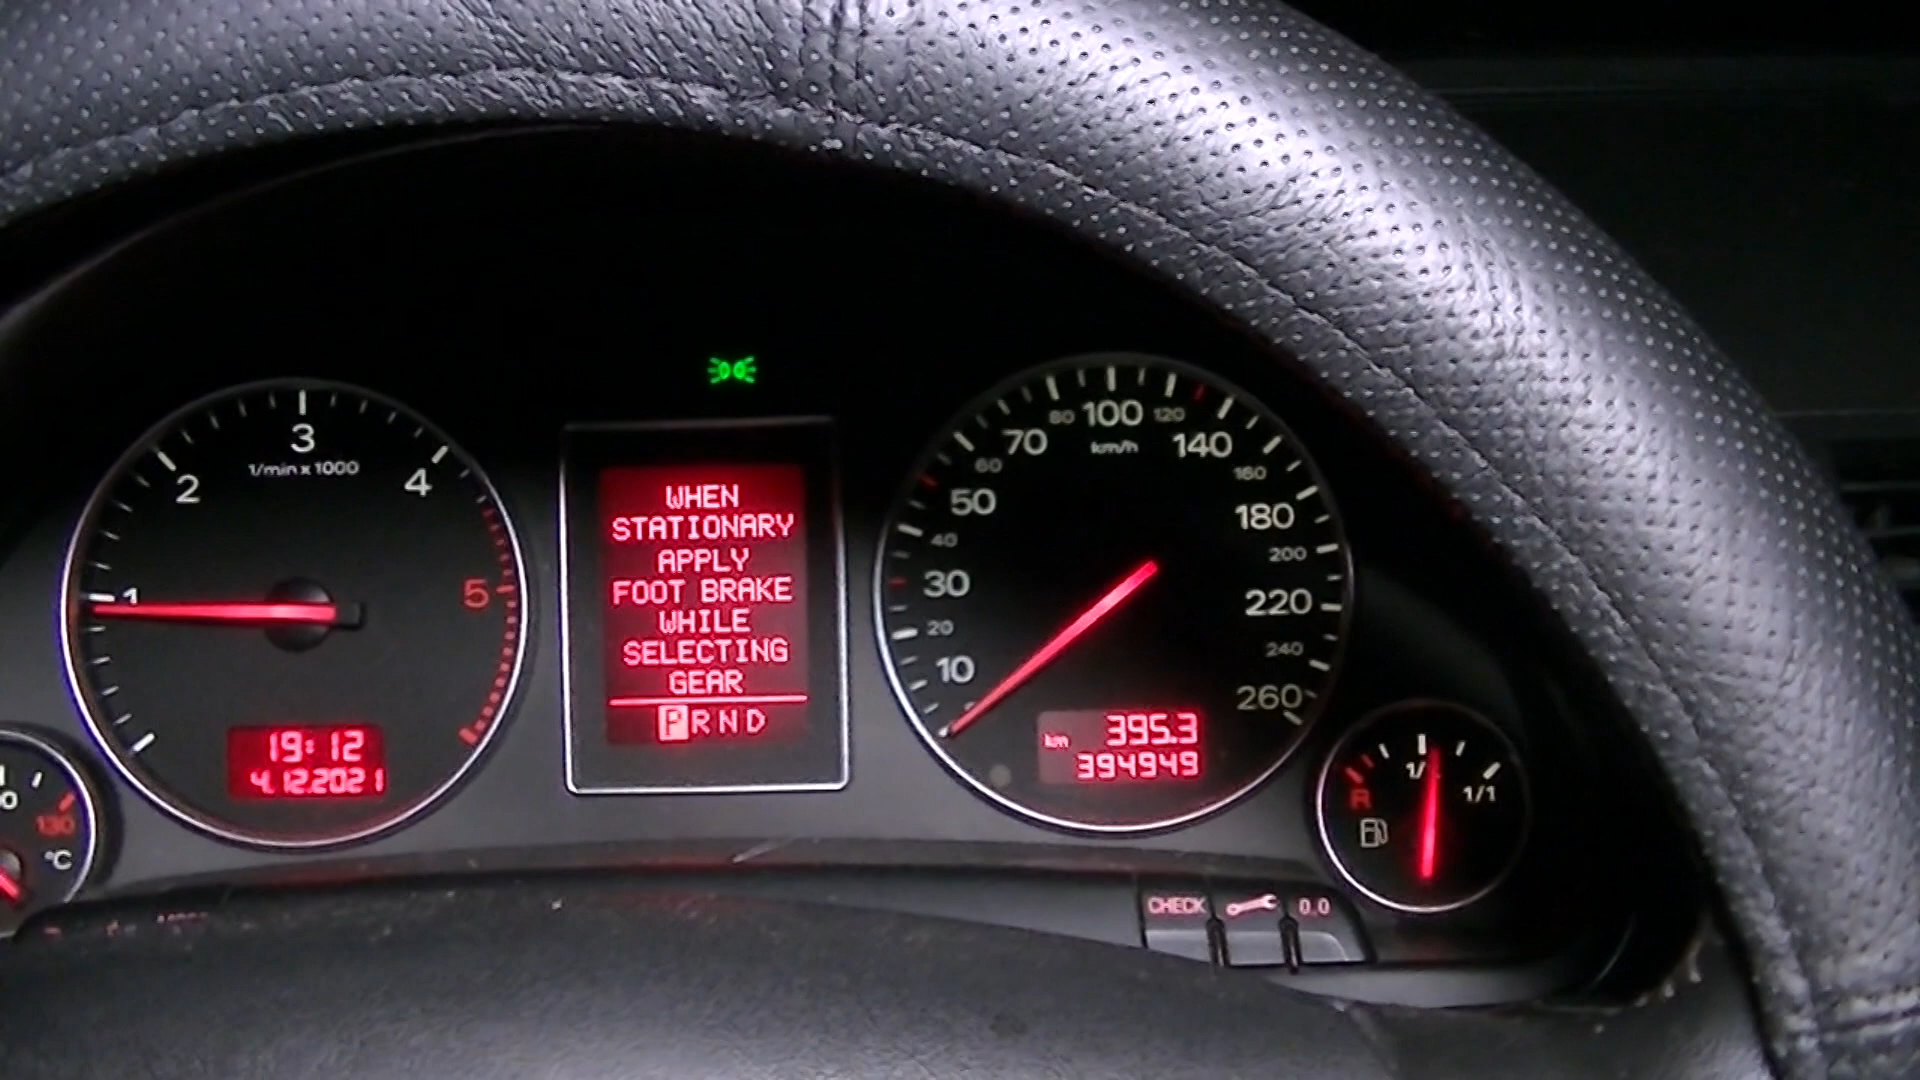 1
2
3
4
5
1/min x 1000
19:12
4.12.2021
130
°C
WHEN
STATIONARY
APPLY
FOOT BRAKE
WHILE
SELECTING
GEAR
P R N D
10
20
30
40
50
60
70
80
100
120
140
160
180
200
220
240
260
km/h
km 395.3
394949
R
1/1
CHECK 0.0